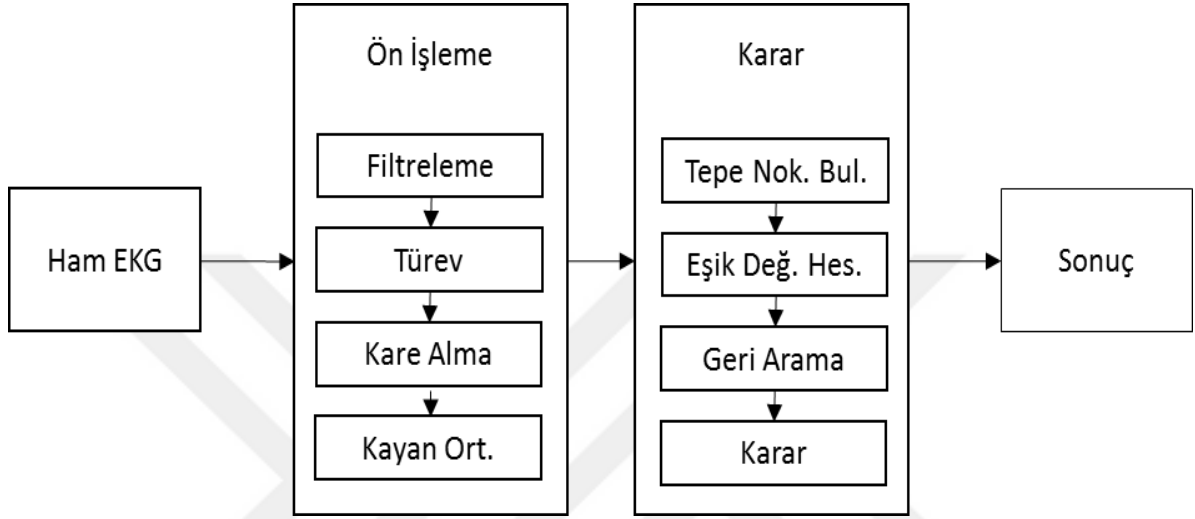 Ham EKG
Ön İşleme
Filtreleme
Türev
Kare Alma
Kayan Ort.
Karar
Tepe Nok. Bul.
Eşik Değ. Hes.
Geri Arama
Karar
Sonuç